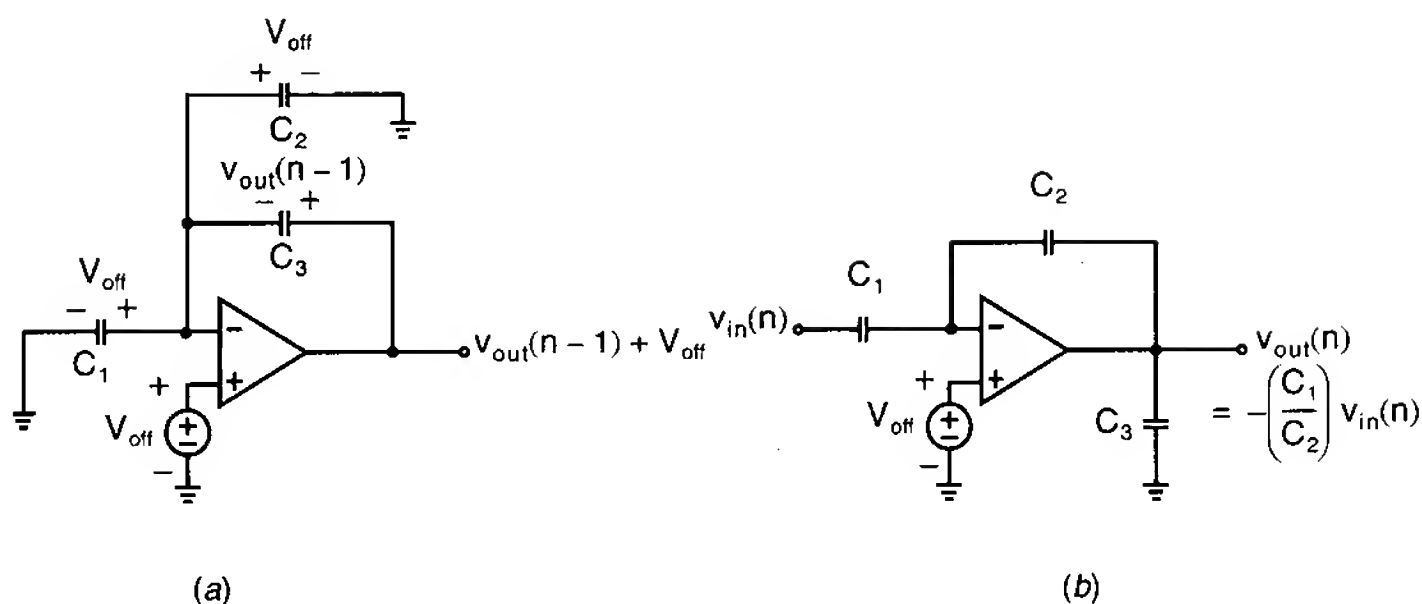 V_off
+ −
C_2
v_out(n − 1)
− +
C_3
V_off
− +
C_1
−
+
+
V_off
+
−
−
v_out(n − 1) + V_off
C_2
C_1
v_in(n)
−
+
+
V_off
+
−
−
C_3
v_out(n)
= −(C_1/C_2) v_in(n)
(a)
(b)